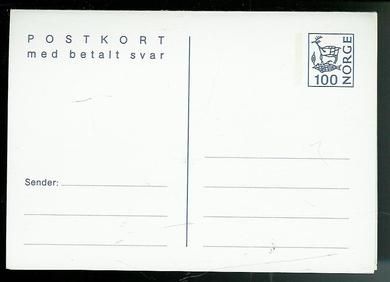 POSTKORT
med betalt svar
100 NORGE
Sender: